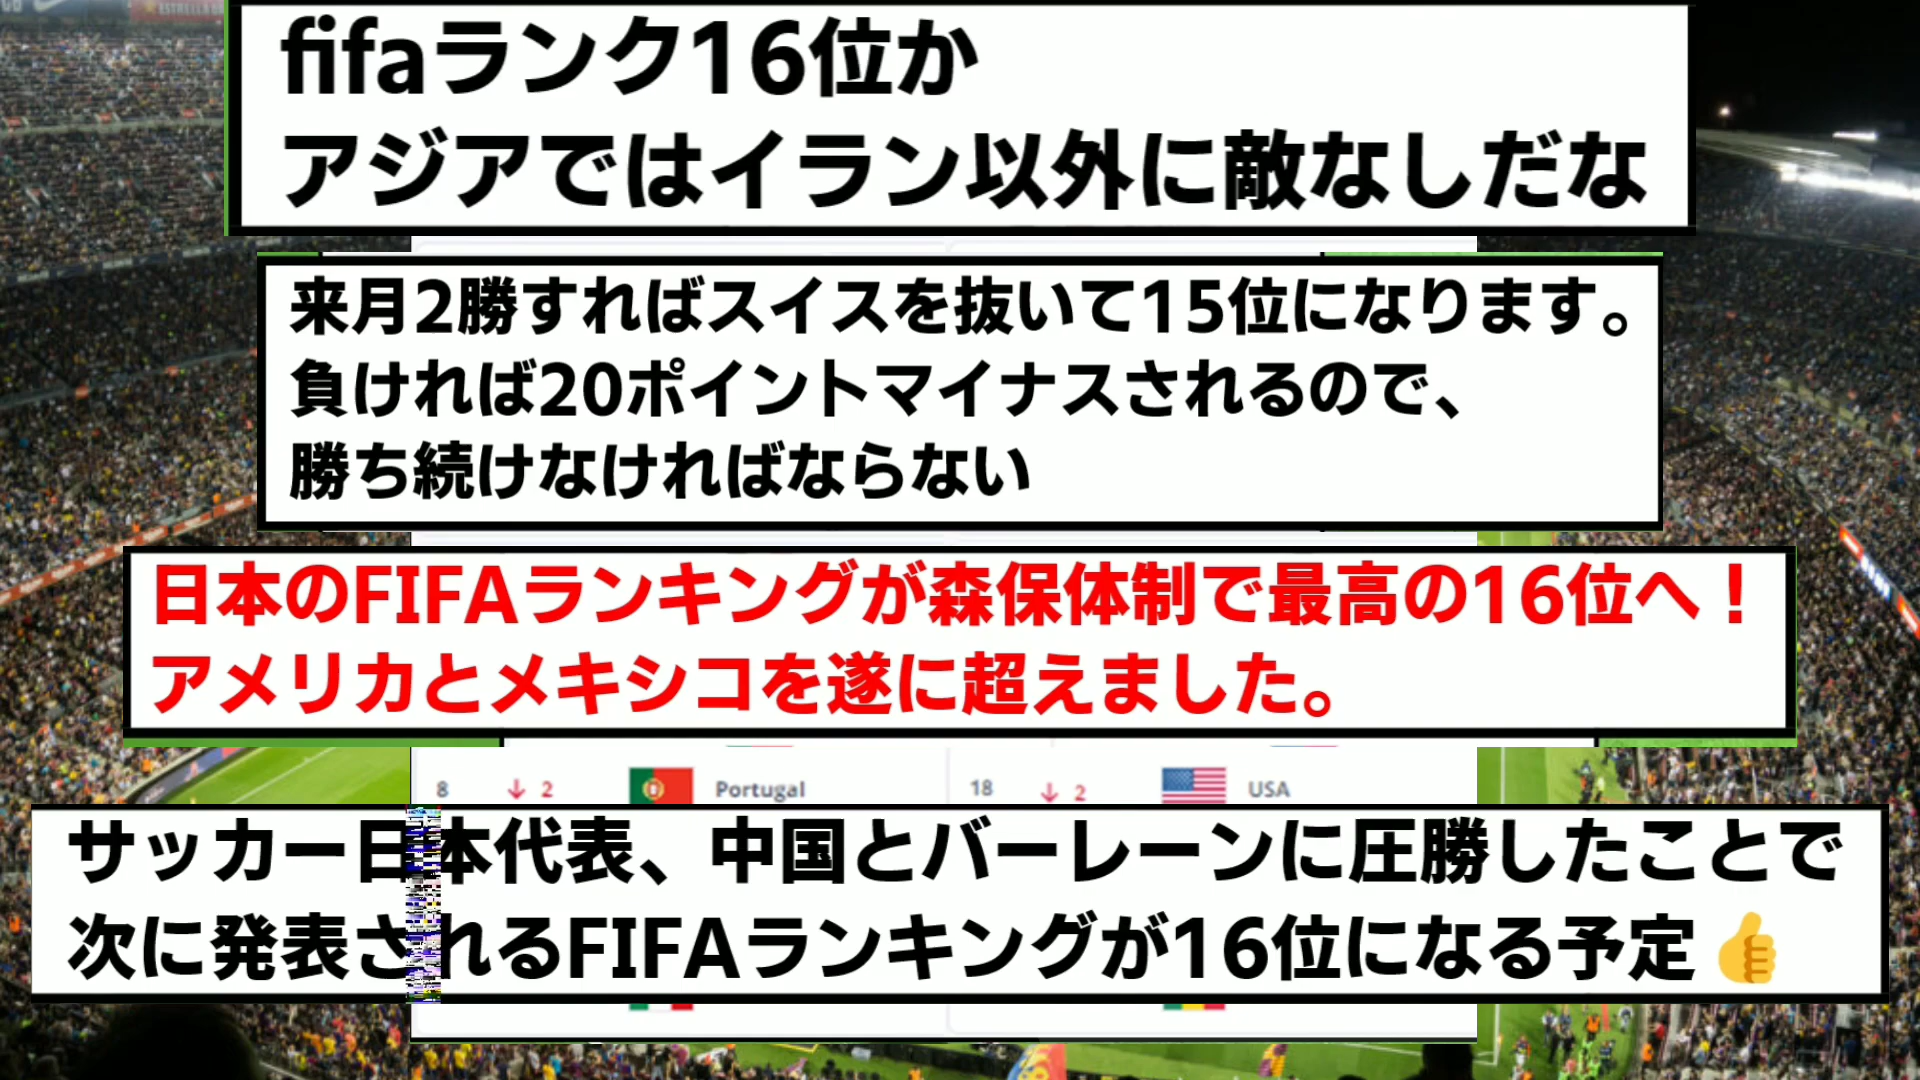 fifaランク16位か
アジアではイラン以外に敵なしだな
来月2勝すればスイスを抜いて15位になります。
負ければ20ポイントマイナスされるので、
勝ち続けなければならない
日本のFIFAランキングが森保体制で最高の16位へ！
アメリカとメキシコを遂に超えました。
8 ↓ 2 Portugal 18 ↓ 2 USA
サッカー日本代表、中国とバーレーンに圧勝したことで
次に発表されるFIFAランキングが16位になる予定👍